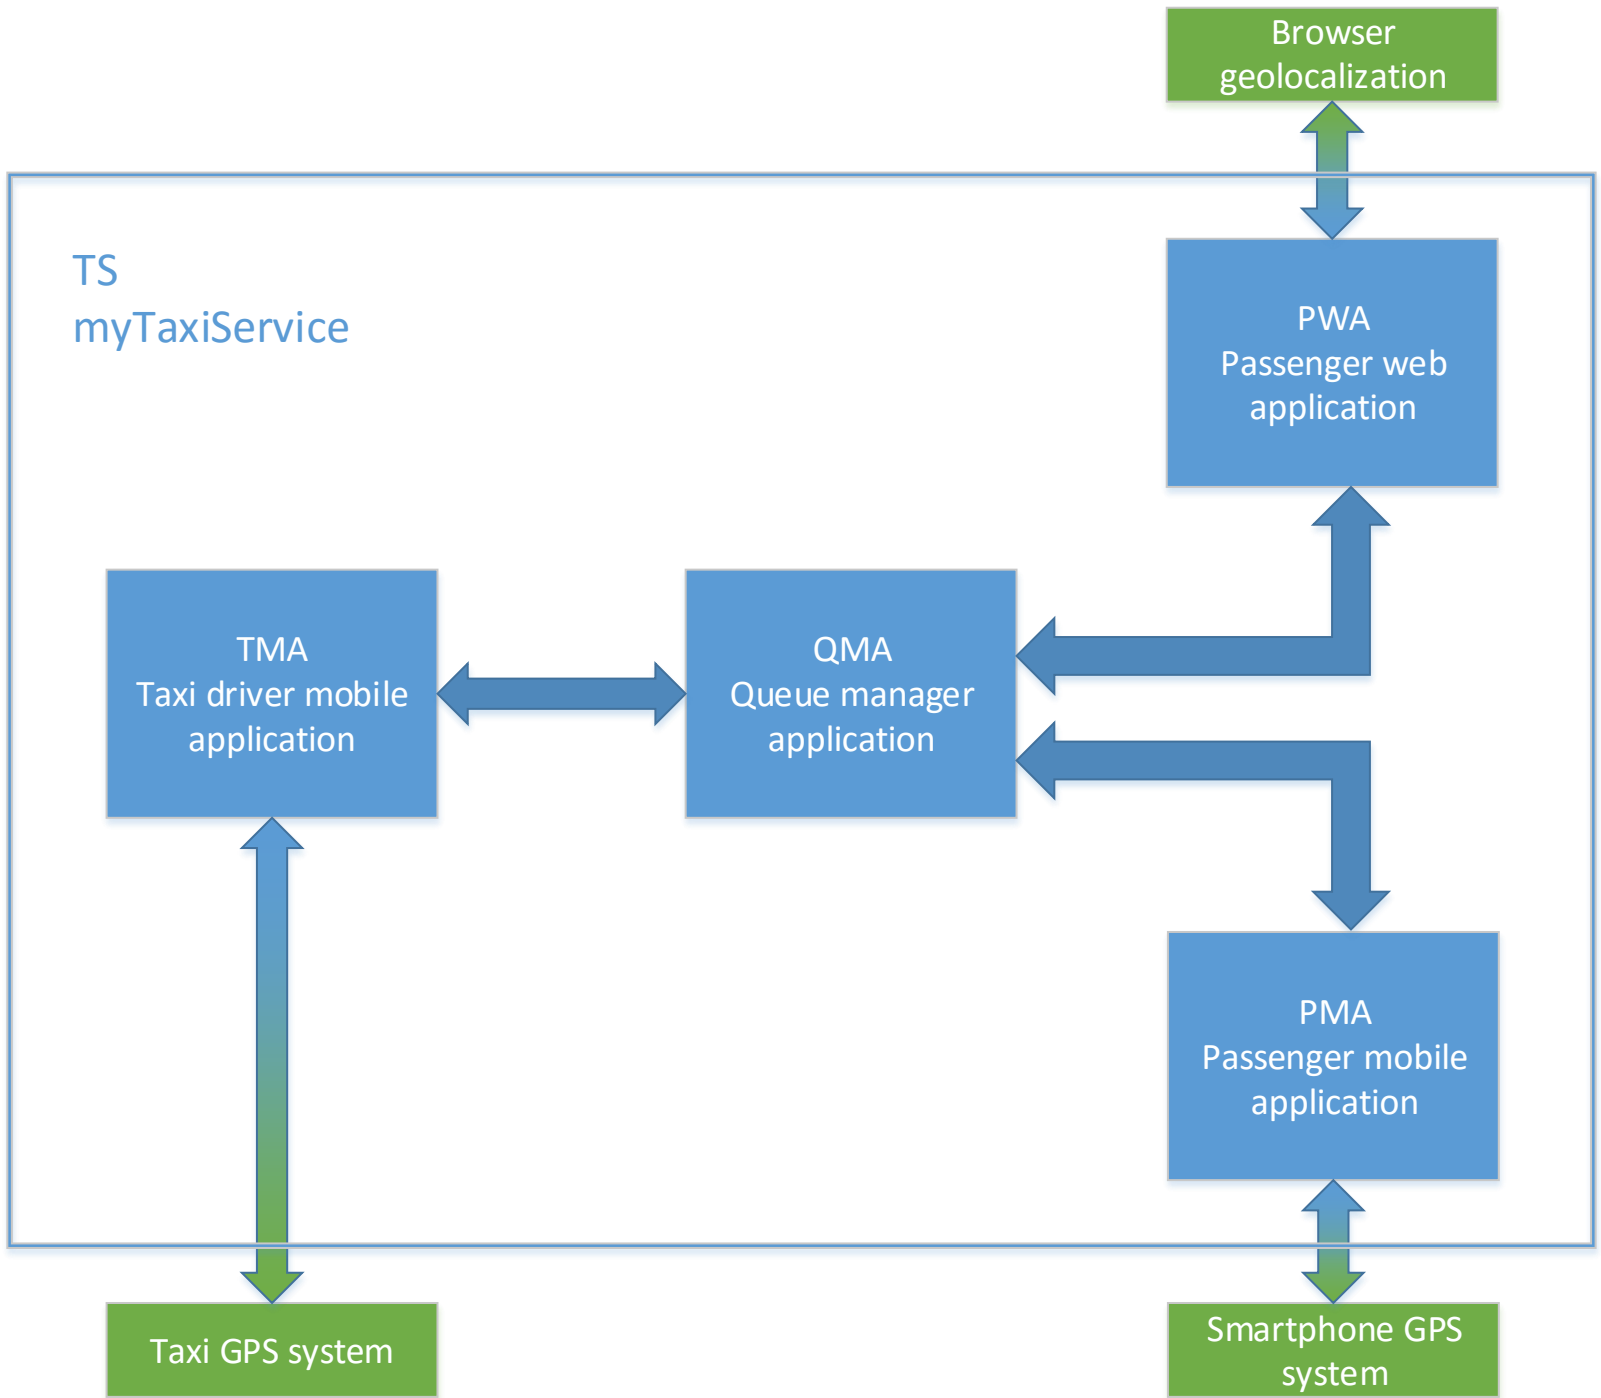 Browser
geolocalization
TS
myTaxiService
PWA
Passenger web
application
TMA
Taxi driver mobile
application
QMA
Queue manager
application
PMA
Passenger mobile
application
Taxi GPS system
Smartphone GPS
system